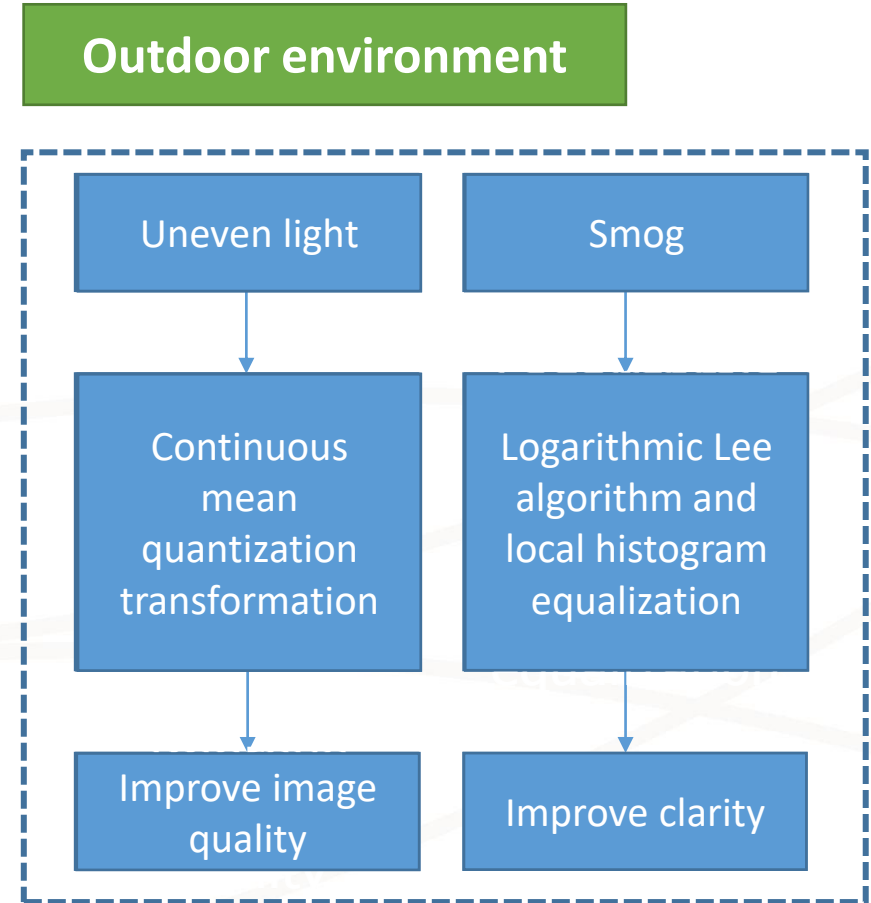 Outdoor environment
Uneven light
Smog
Continuous
mean
quantization
transformation
Logarithmic Lee
algorithm and
local histogram
equalization
Improve image
quality
Improve clarity